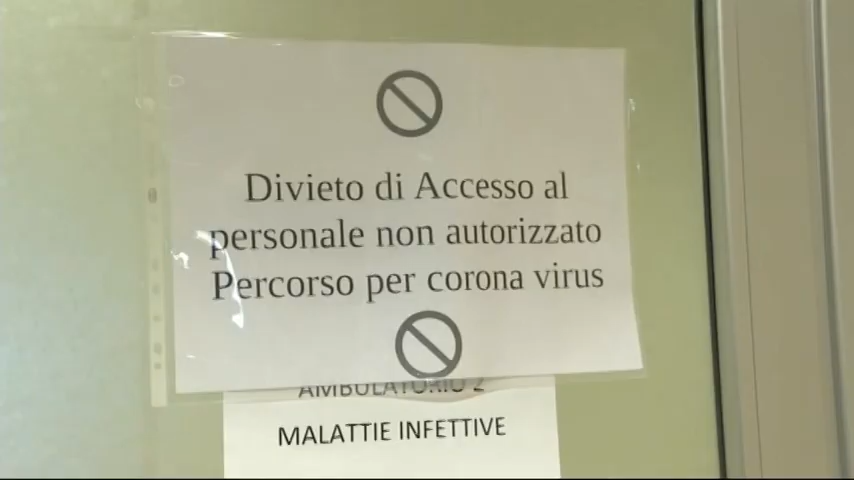 Divieto di Accesso al
personale non autorizzato
Percorso per corona virus
AMBULATORIO 2
MALATTIE INFETTIVE